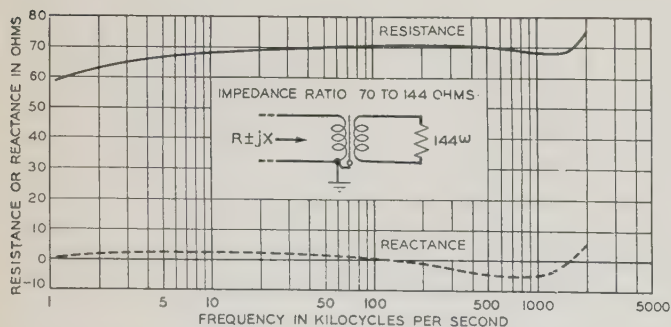 80
70
60
50
40
30
20
10
0
-10
RESISTANCE OR REACTANCE IN OHMS
RESISTANCE
IMPEDANCE RATIO 70 TO 144 OHMS
R±jX
144ω
REACTANCE
1 5 10 50 100 500 1000 5000
FREQUENCY IN KILOCYCLES PER SECOND